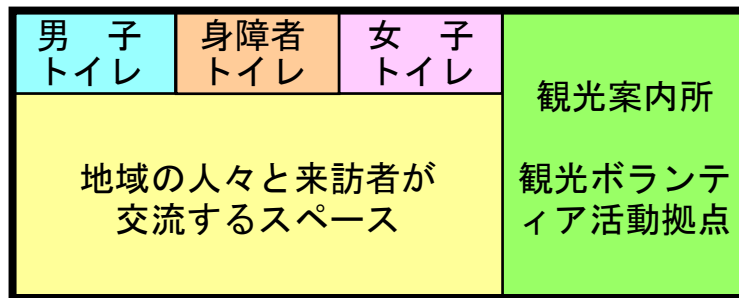 男　子
トイレ
身障者
トイレ
女　子
トイレ
観光案内所
観光ボランテ
ィア活動拠点
地域の人々と来訪者が
交流するスペース